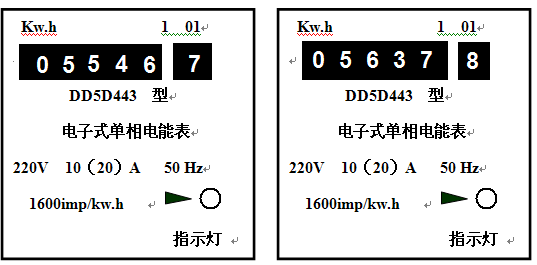 Kw.h 1 01
0 5 5 4 6 7
DD5D443 型
电子式单相电能表
220V 10（20）A 50 Hz
1600imp/kw.h
指示灯
Kw.h 1 01
0 5 6 3 7 8
DD5D443 型
电子式单相电能表
220V 10（20）A 50 Hz
1600imp/kw.h
指示灯